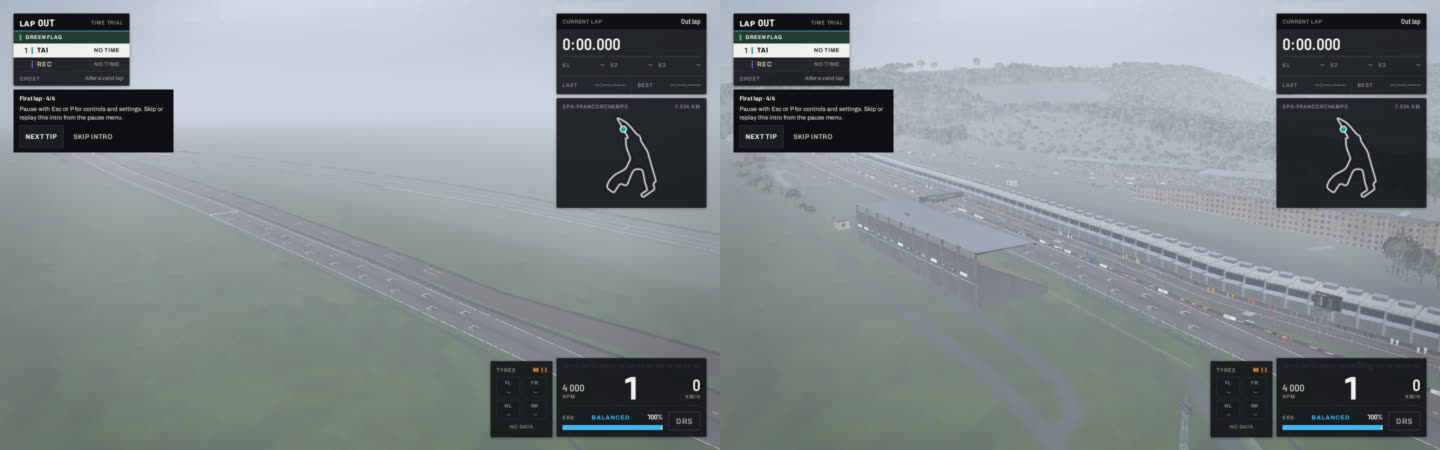 LAP OUT TIME TRIAL
GREEN FLAG
1 TAI NO TIME
REC NO TIME
GHOST After a valid lap
First lap · 4/4
Pause with Esc or P for controls and settings. Skip or
replay this intro from the pause menu.
NEXT TIP SKIP INTRO
CURRENT LAP Out lap
0:00.000
S1 – S2 – S3 –
LAST --:--.--- BEST --:--.---
SPA-FRANCORCHAMPS 7.004 KM
TYRES M
FL FR
– –
RL RR
– –
NO DATA
4 000
RPM
1
0
KM/H
ERS BALANCED 100%
DRS
LAP OUT TIME TRIAL
GREEN FLAG
1 TAI NO TIME
REC NO TIME
GHOST After a valid lap
First lap · 4/4
Pause with Esc or P for controls and settings. Skip or
replay this intro from the pause menu.
NEXT TIP SKIP INTRO
CURRENT LAP Out lap
0:00.000
S1 – S2 – S3 –
LAST --:--.--- BEST --:--.---
SPA-FRANCORCHAMPS 7.004 KM
TYRES M
FL FR
– –
RL RR
– –
NO DATA
4 000
RPM
1
0
KM/H
ERS BALANCED 100%
DRS